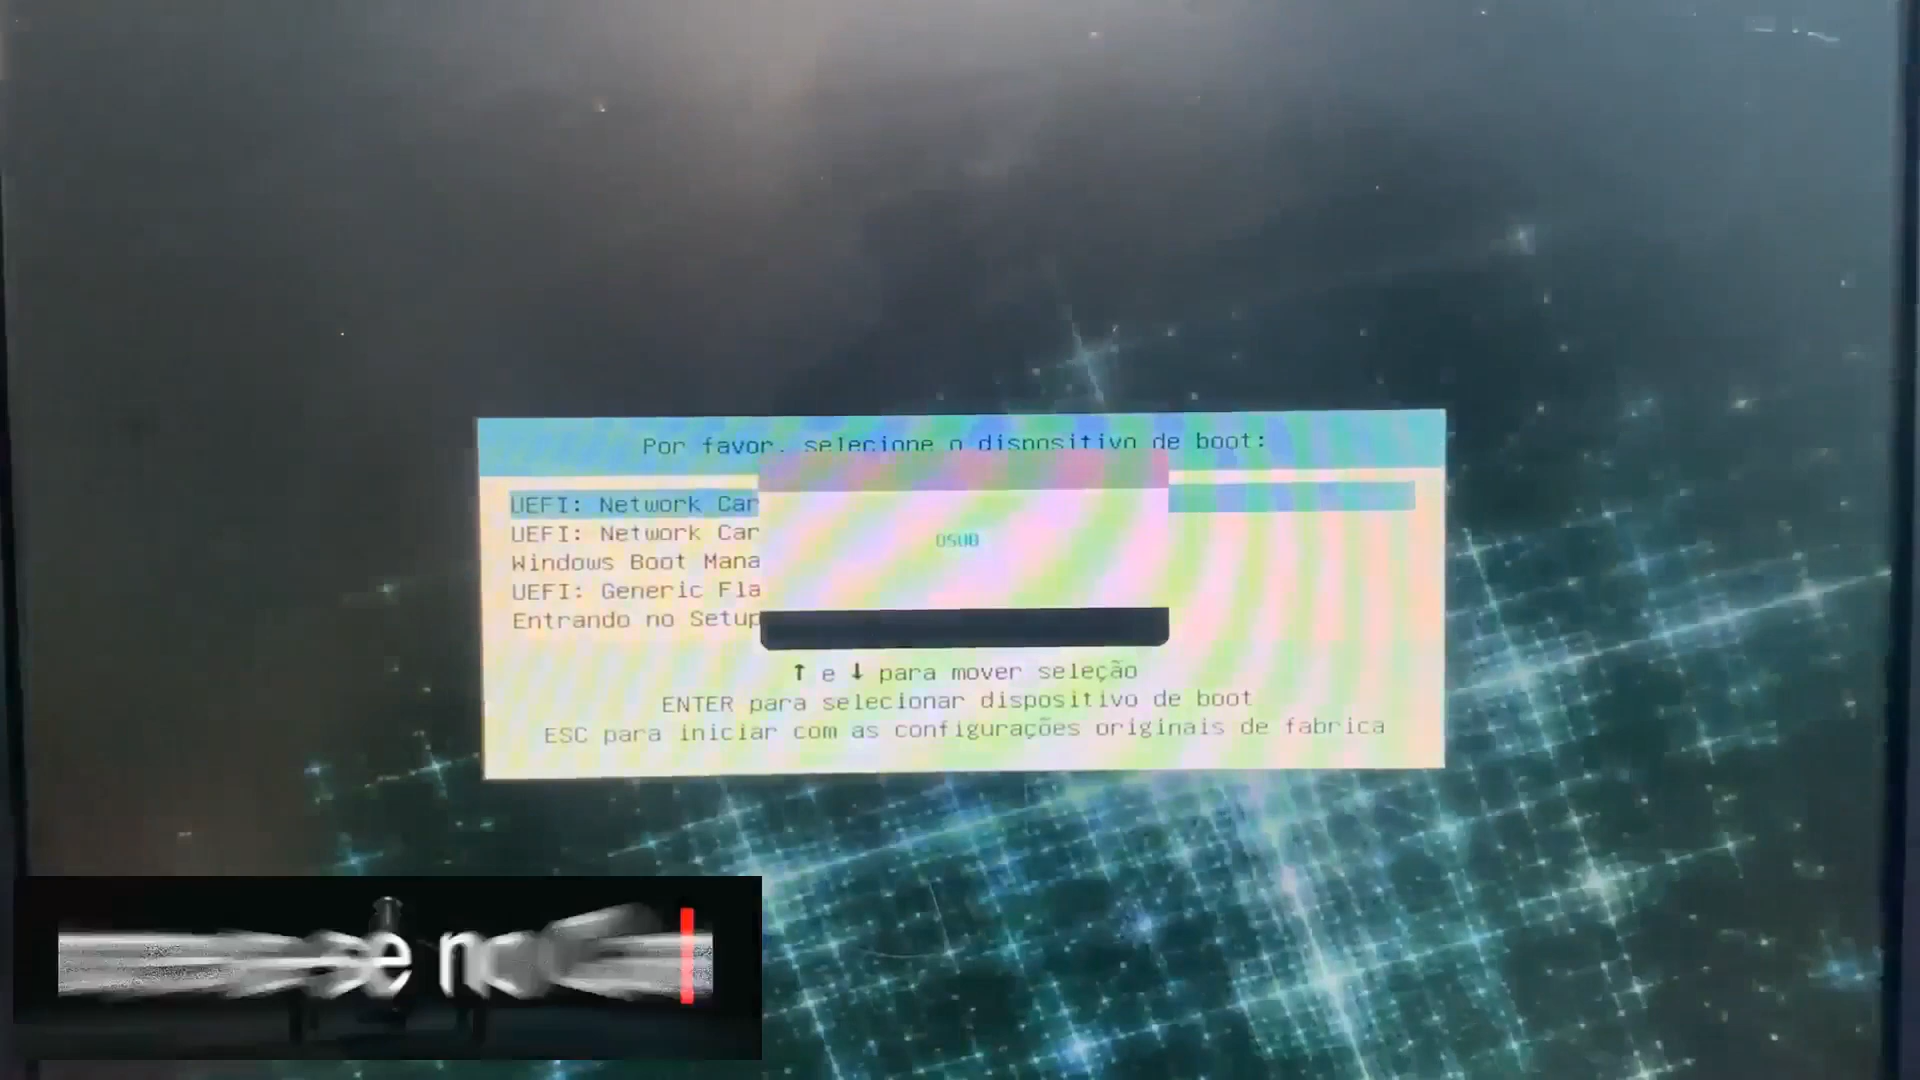 Por favor, selecione o dispositivo de boot:
UEFI: Network Car
UEFI: Network Car
Windows Boot Mana
UEFI: Generic Fla
Entrando no Setup
↑ e ↓ para mover seleção
ENTER para selecionar dispositivo de boot
ESC para iniciar com as configurações originais de fabrica